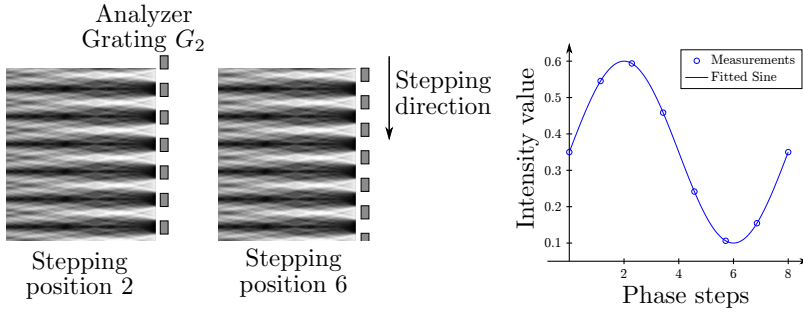 Analyzer
Grating G2
Stepping
position 2
Stepping
position 6
Stepping
direction
Intensity value
0.6
0.5
0.4
0.3
0.2
0.1
2
4
6
8
Phase steps
Measurements
Fitted Sine